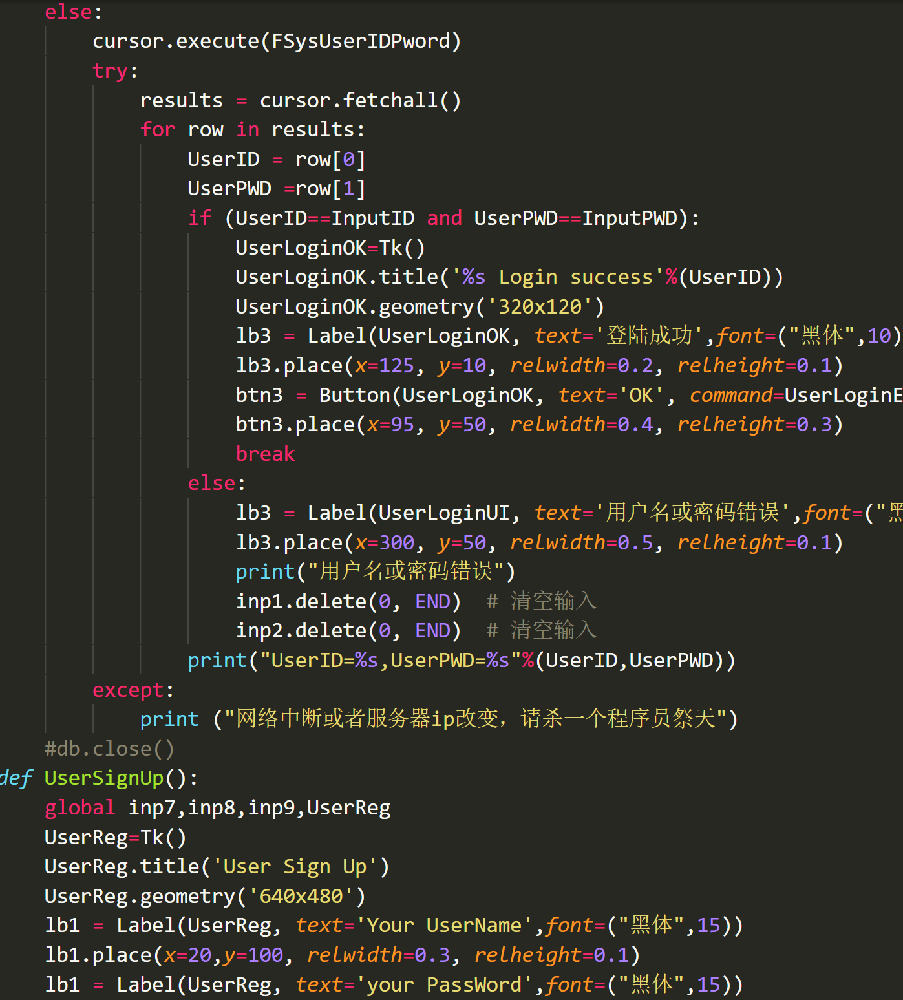 else:
cursor.execute(FSysUserIDPword)
try:
results = cursor.fetchall()
for row in results:
UserID = row[0]
UserPWD =row[1]
if (UserID==InputID and UserPWD==InputPWD):
UserLoginOK=Tk()
UserLoginOK.title('%s Login success'%(UserID))
UserLoginOK.geometry('320x120')
lb3 = Label(UserLoginOK, text='登陆成功',font=("黑体",10)
lb3.place(x=125, y=10, relwidth=0.2, relheight=0.1)
btn3 = Button(UserLoginOK, text='OK', command=UserLoginE
btn3.place(x=95, y=50, relwidth=0.4, relheight=0.3)
break
else:
lb3 = Label(UserLoginUI, text='用户名或密码错误',font=("黑
lb3.place(x=300, y=50, relwidth=0.5, relheight=0.1)
print("用户名或密码错误")
inp1.delete(0, END)  # 清空输入
inp2.delete(0, END)  # 清空输入
print("UserID=%s,UserPWD=%s"%(UserID,UserPWD))
except:
print ("网络中断或者服务器ip改变，请杀一个程序员祭天")
#db.close()
def UserSignUp():
global inp7,inp8,inp9,UserReg
UserReg=Tk()
UserReg.title('User Sign Up')
UserReg.geometry('640x480')
lb1 = Label(UserReg, text='Your UserName',font=("黑体",15))
lb1.place(x=20,y=100, relwidth=0.3, relheight=0.1)
lb1 = Label(UserReg, text='your PassWord',font=("黑体",15))